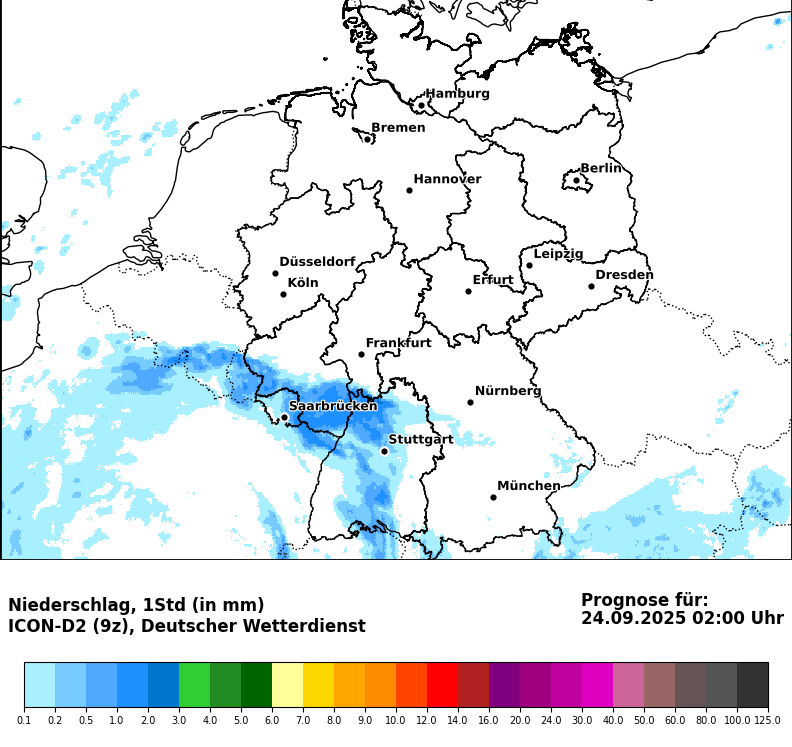 Hamburg
Bremen
Berlin
Hannover
Leipzig
Düsseldorf
Dresden
Köln
Erfurt
Frankfurt
Nürnberg
Saarbrücken
Stuttgart
München
Niederschlag, 1Std (in mm)
ICON-D2 (9z), Deutscher Wetterdienst
Prognose für:
24.09.2025 02:00 Uhr
0.1 0.2 0.5 1.0 2.0 3.0 4.0 5.0 6.0 7.0 8.0 9.0 10.0 12.0 14.0 16.0 20.0 24.0 30.0 40.0 50.0 60.0 80.0 100.0 125.0